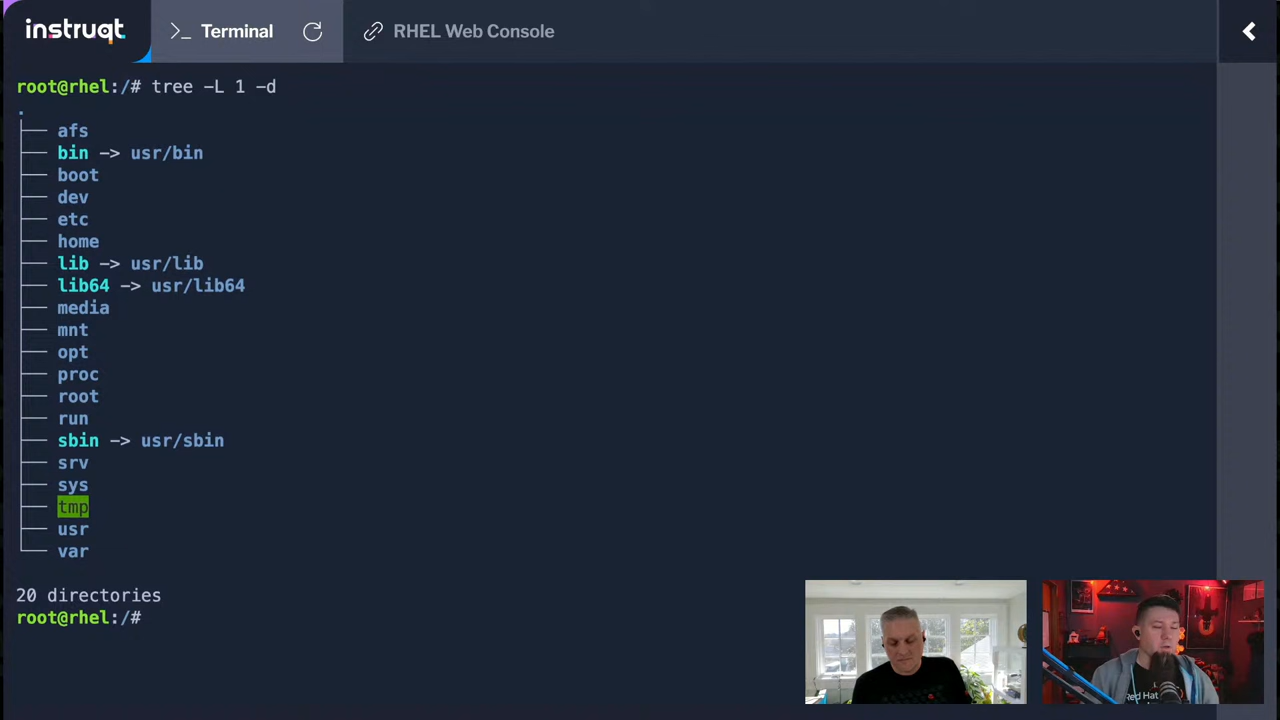 instruqt
>_ Terminal
RHEL Web Console
root@rhel:/# tree -L 1 -d
.
├── afs
├── bin -> usr/bin
├── boot
├── dev
├── etc
├── home
├── lib -> usr/lib
├── lib64 -> usr/lib64
├── media
├── mnt
├── opt
├── proc
├── root
├── run
├── sbin -> usr/sbin
├── srv
├── sys
├── tmp
├── usr
└── var
20 directories
root@rhel:/#
Red Hat